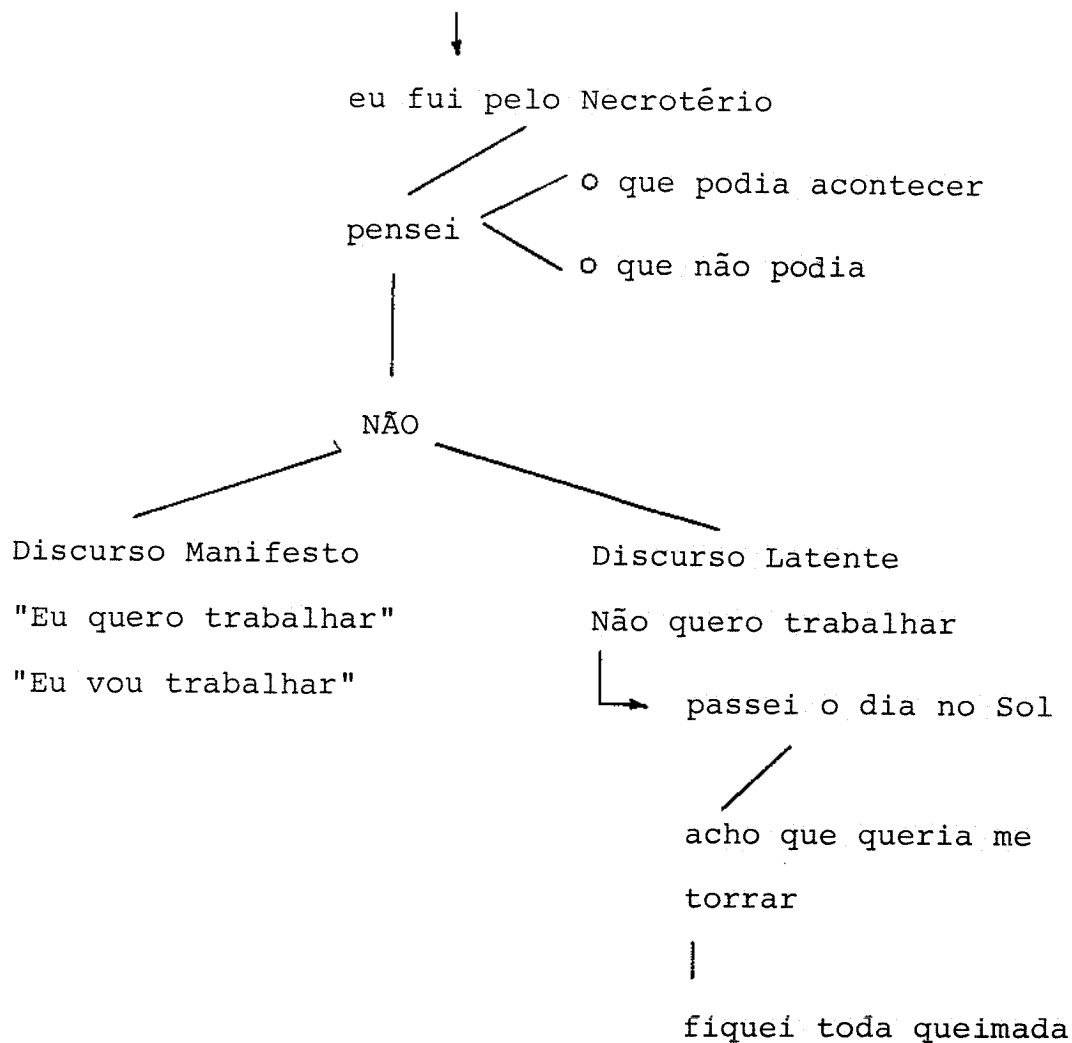 eu fui pelo Necrotério
o que podia acontecer
pensei
o que não podia
NÃO
Discurso Manifesto
"Eu quero trabalhar"
"Eu vou trabalhar"
Discurso Latente
Não quero trabalhar
passei o dia no Sol
acho que queria me
torrar
fiquei toda queimada